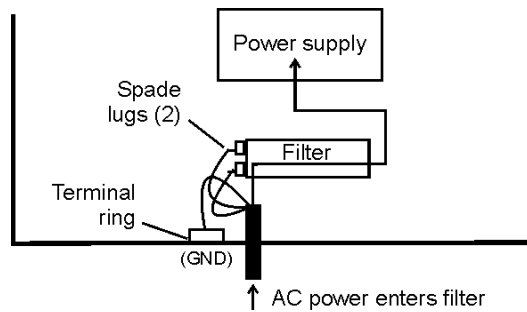 Power supply
Spade
lugs (2)
Filter
Terminal
ring
(GND)
AC power enters filter